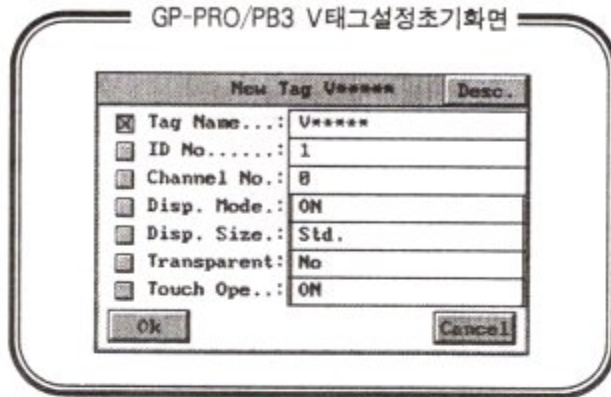 GP-PRO/PB3 V태그설정초기화면
New Tag V***** Desc.
Tag Name...: V*****
ID No......: 1
Channel No.: 0
Disp. Mode.: ON
Disp. Size.: Std.
Transparent: No
Touch Ope..: ON
Ok Cancel